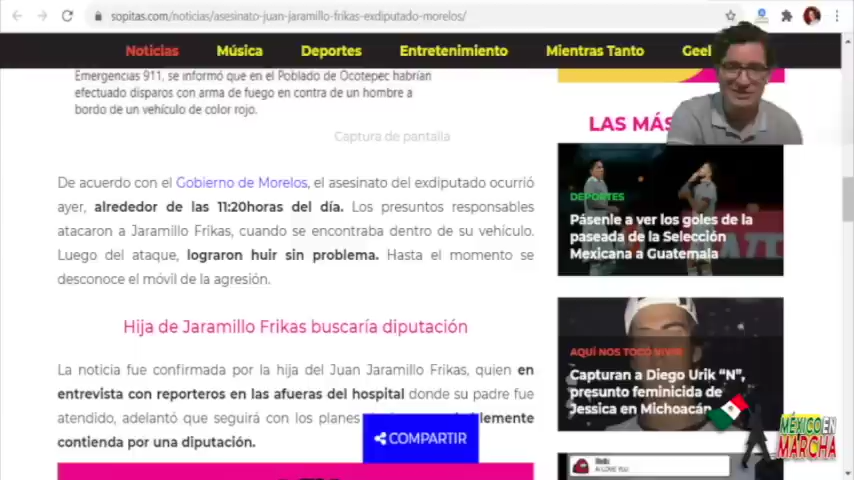 sopitas.com/noticias/asesinato-juan-jaramillo-frikas-exdiputado-morelos/
Noticias Música Deportes Entretenimiento Mientras Tanto Geel
Emergencias 911, se informó que en el Poblado de Ocotepec habrían
efectuado disparos con arma de fuego en contra de un hombre a
bordo de un vehículo de color rojo.
Captura de pantalla
De acuerdo con el Gobierno de Morelos, el asesinato del exdiputado ocurrió
ayer, alrededor de las 11:20horas del día. Los presuntos responsables
atacaron a Jaramillo Frikas, cuando se encontraba dentro de su vehículo.
Luego del ataque, lograron huir sin problema. Hasta el momento se
desconoce el móvil de la agresión.
Hija de Jaramillo Frikas buscaría diputación
La noticia fue confirmada por la hija del Juan Jaramillo Frikas, quien en
entrevista con reporteros en las afueras del hospital donde su padre fue
atendido, adelantó que seguirá con los planes
contienda por una diputación.
COMPARTIR
LAS MÁS
DEPORTES
Pásenle a ver los goles de la
paseada de la Selección
Mexicana a Guatemala
AQUÍ NOS TOCÓ VIVIR
Capturan a Diego Urik “N”,
presunto feminicida de
Jessica en Michoacán
MÉXICO EN
MARCHA